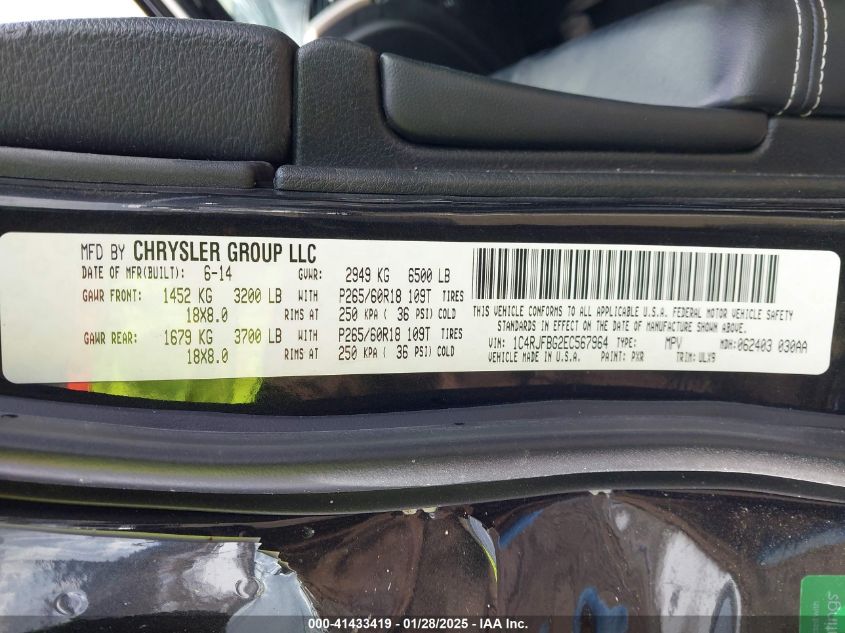 MFD BY CHRYSLER GROUP LLC
DATE OF MFR(BUILT): 6-14 GVWR: 2949 KG 6500 LB
GAWR FRONT: 1452 KG 3200 LB WITH P265/60R18 109T TIRES
18X8.0 RIMS AT 250 KPA ( 36 PSI) COLD
GAWR REAR: 1679 KG 3700 LB WITH P265/60R18 109T TIRES
18X8.0 RIMS AT 250 KPA ( 36 PSI) COLD
THIS VEHICLE CONFORMS TO ALL APPLICABLE U.S.A. FEDERAL MOTOR VEHICLE SAFETY
STANDARDS IN EFFECT ON THE DATE OF MANUFACTURE SHOWN ABOVE.
VIN: 1C4RJFBG2EC567964 TYPE: MPV MDH: 062403 030AA
VEHICLE MADE IN U.S.A. PAINT: PXR TRIM: ULX9
000-41433419 | 01/28/2025 - IAA Inc.